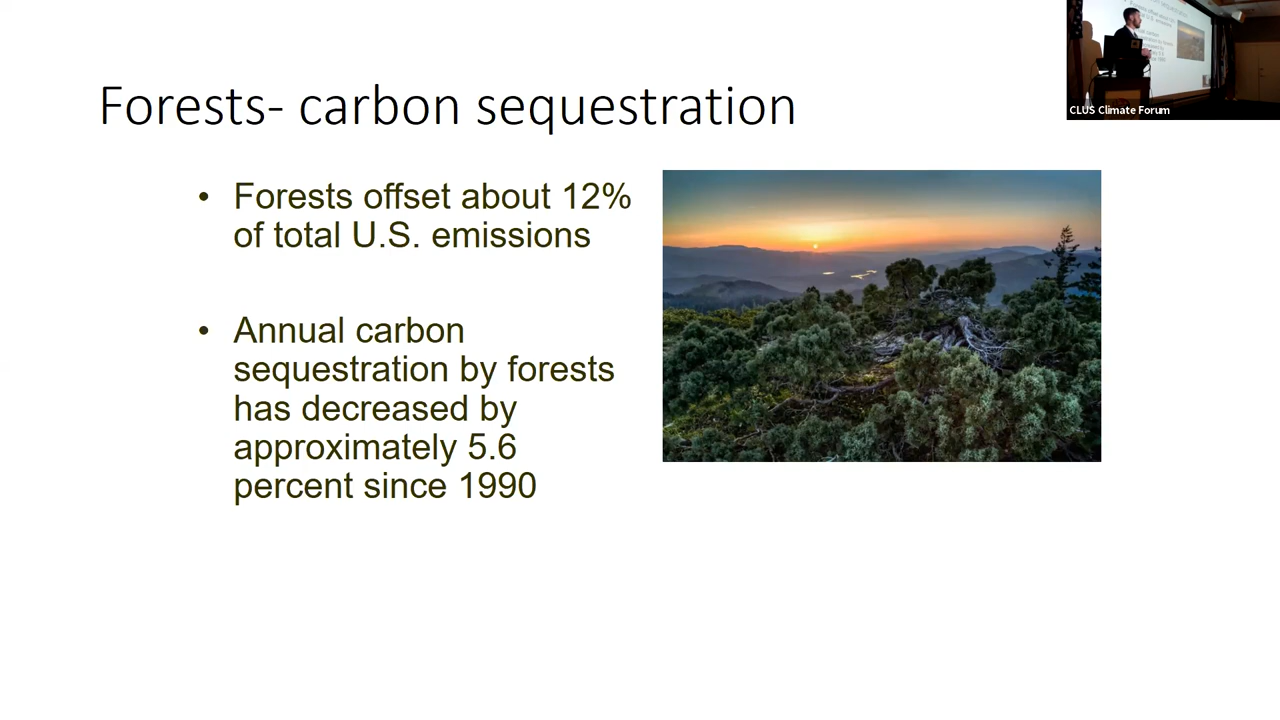 Forests- carbon sequestration
• Forests offset about 12%
of total U.S. emissions
• Annual carbon
sequestration by forests
has decreased by
approximately 5.6
percent since 1990
CLUS Climate Forum